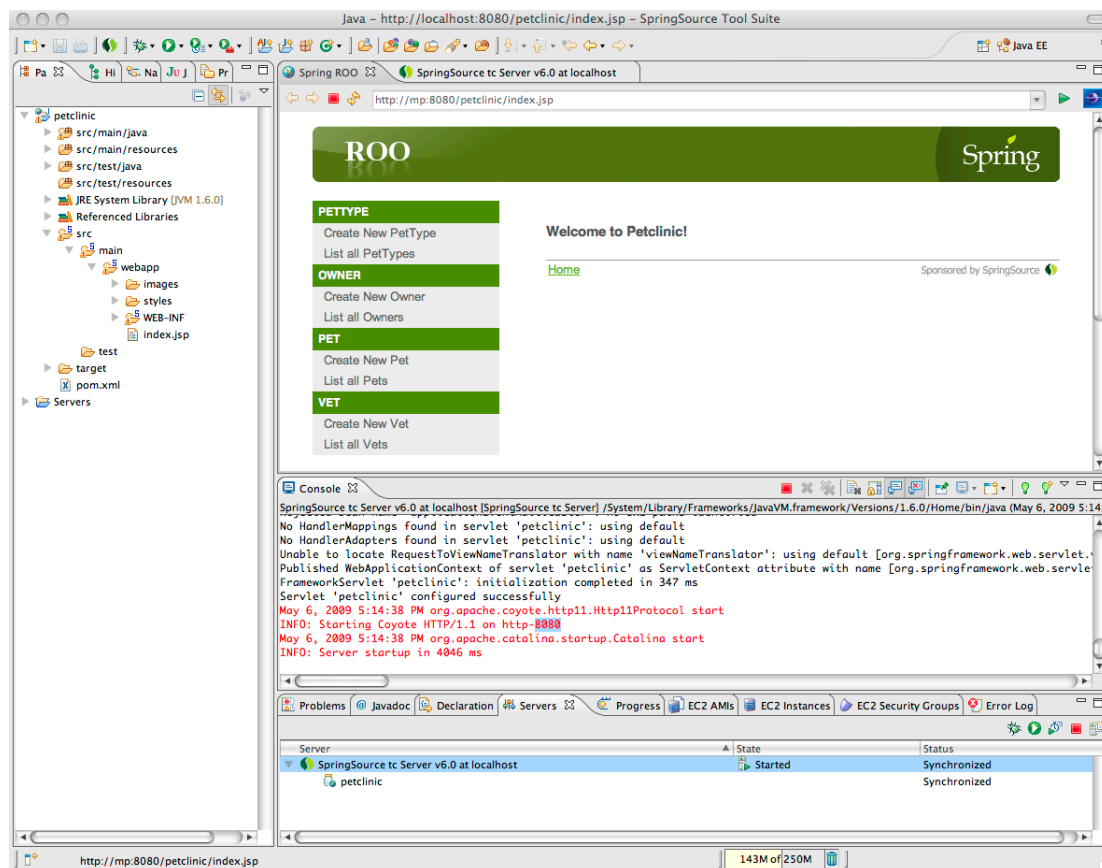 Java – http://localhost:8080/petclinic/index.jsp – SpringSource Tool Suite
Java EE
Pa
Hi
Na
Ju J
Pr
petclinic
src/main/java
src/main/resources
src/test/java
src/test/resources
JRE System Library [JVM 1.6.0]
Referenced Libraries
src
main
webapp
images
styles
WEB-INF
index.jsp
test
target
pom.xml
Servers
Spring ROO
SpringSource tc Server v6.0 at localhost
http://mp:8080/petclinic/index.jsp
ROO
Spring
PETTYPE
Create New PetType
List all PetTypes
OWNER
Create New Owner
List all Owners
PET
Create New Pet
List all Pets
VET
Create New Vet
List all Vets
Welcome to Petclinic!
Home
Sponsored by SpringSource
Console
SpringSource tc Server v6.0 at localhost [SpringSource tc Server] /System/Library/Frameworks/JavaVM.framework/Versions/1.6.0/Home/bin/java (May 6, 2009 5:14
No HandlerMappings found in servlet 'petclinic': using default
No HandlerAdapters found in servlet 'petclinic': using default
Unable to locate RequestToViewNameTranslator with name 'viewNameTranslator': using default [org.springframework.web.servlet.
Published WebApplicationContext of servlet 'petclinic' as ServletContext attribute with name [org.springframework.web.servle
FrameworkServlet 'petclinic': initialization completed in 347 ms
Servlet 'petclinic' configured successfully
May 6, 2009 5:14:38 PM org.apache.coyote.http11.Http11Protocol start
INFO: Starting Coyote HTTP/1.1 on http-8080
May 6, 2009 5:14:38 PM org.apache.catalina.startup.Catalina start
INFO: Server startup in 4046 ms
Problems
Javadoc
Declaration
Servers
Progress
EC2 AMIs
EC2 Instances
EC2 Security Groups
Error Log
Server State Status
SpringSource tc Server v6.0 at localhost Started Synchronized
petclinic Synchronized
http://mp:8080/petclinic/index.jsp
143M of 250M